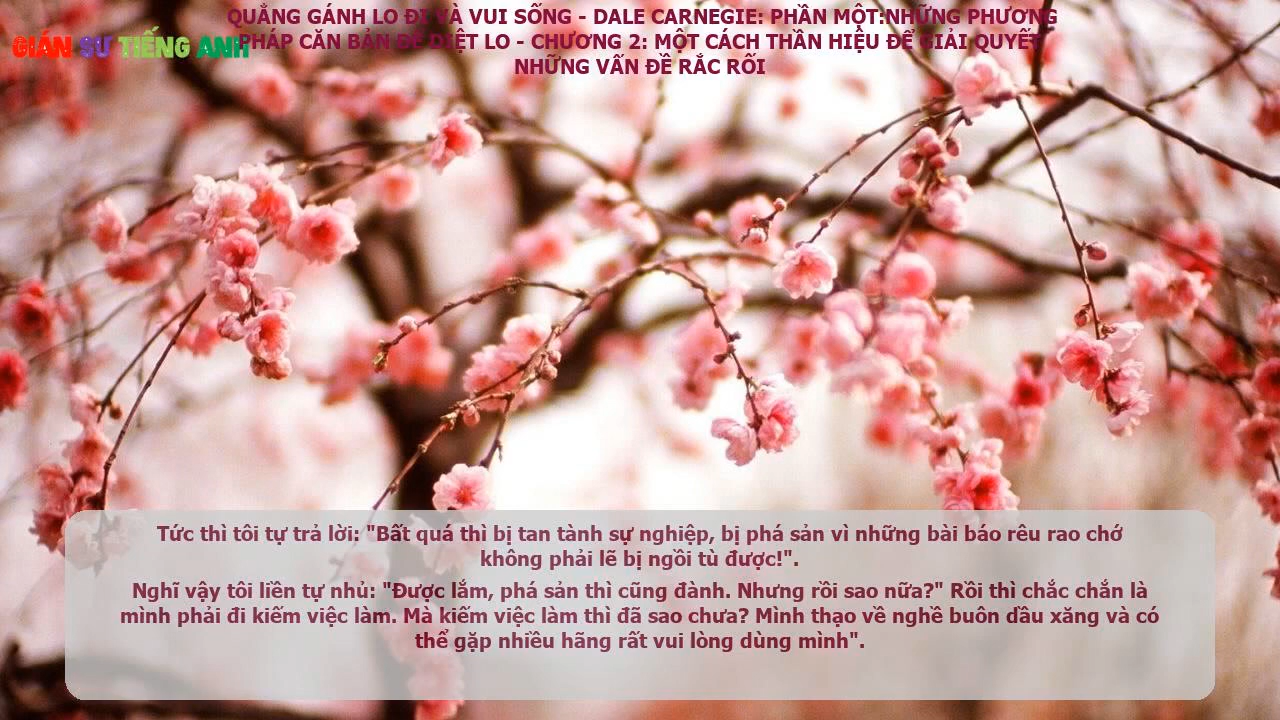 QUẲNG GÁNH LO ĐI VÀ VUI SỐNG - DALE CARNEGIE: PHẦN MỘT:NHỮNG PHƯƠNG
GIÁN SƯ TIẾNG ANH
PHÁP CĂN BẢN ĐỂ DIỆT LO - CHƯƠNG 2: MỘT CÁCH THẦN HIỆU ĐỂ GIẢI QUYẾT
NHỮNG VẤN ĐỀ RẮC RỐI
Tức thì tôi tự trả lời: "Bất quá thì bị tan tành sự nghiệp, bị phá sản vì những bài báo rêu rao chớ
không phải lẽ bị ngồi tù được!".
Nghĩ vậy tôi liền tự nhủ: "Được lắm, phá sản thì cũng đành. Nhưng rồi sao nữa?" Rồi thì chắc chắn là
mình phải đi kiếm việc làm. Mà kiếm việc làm thì đã sao chưa? Mình thạo về nghề buôn dầu xăng và có
thể gặp nhiều hãng rất vui lòng dùng mình".